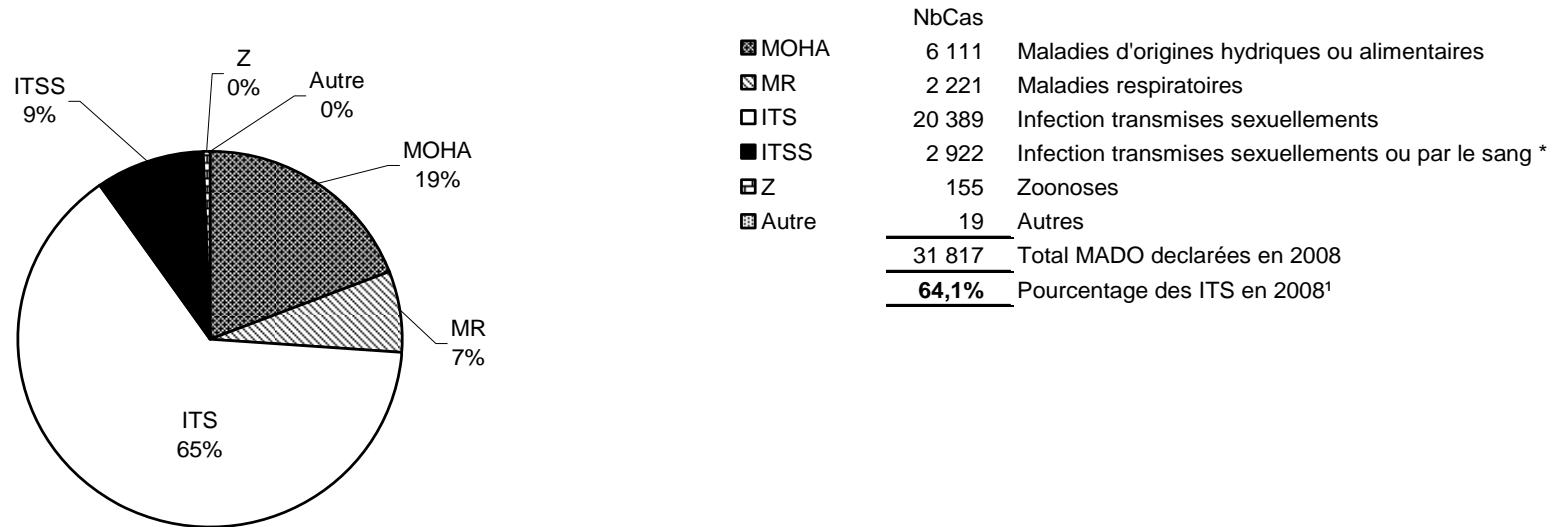 Z
0%
Autre
0%
ITSS
9%
MOHA
19%
MR
7%
ITS
65%
NbCas
MOHA 6 111 Maladies d'origines hydriques ou alimentaires
MR 2 221 Maladies respiratoires
ITS 20 389 Infection transmises sexuellements
ITSS 2 922 Infection transmises sexuellements ou par le sang *
Z 155 Zoonoses
Autre 19 Autres
31 817 Total MADO declarées en 2008
64,1% Pourcentage des ITS en 2008¹